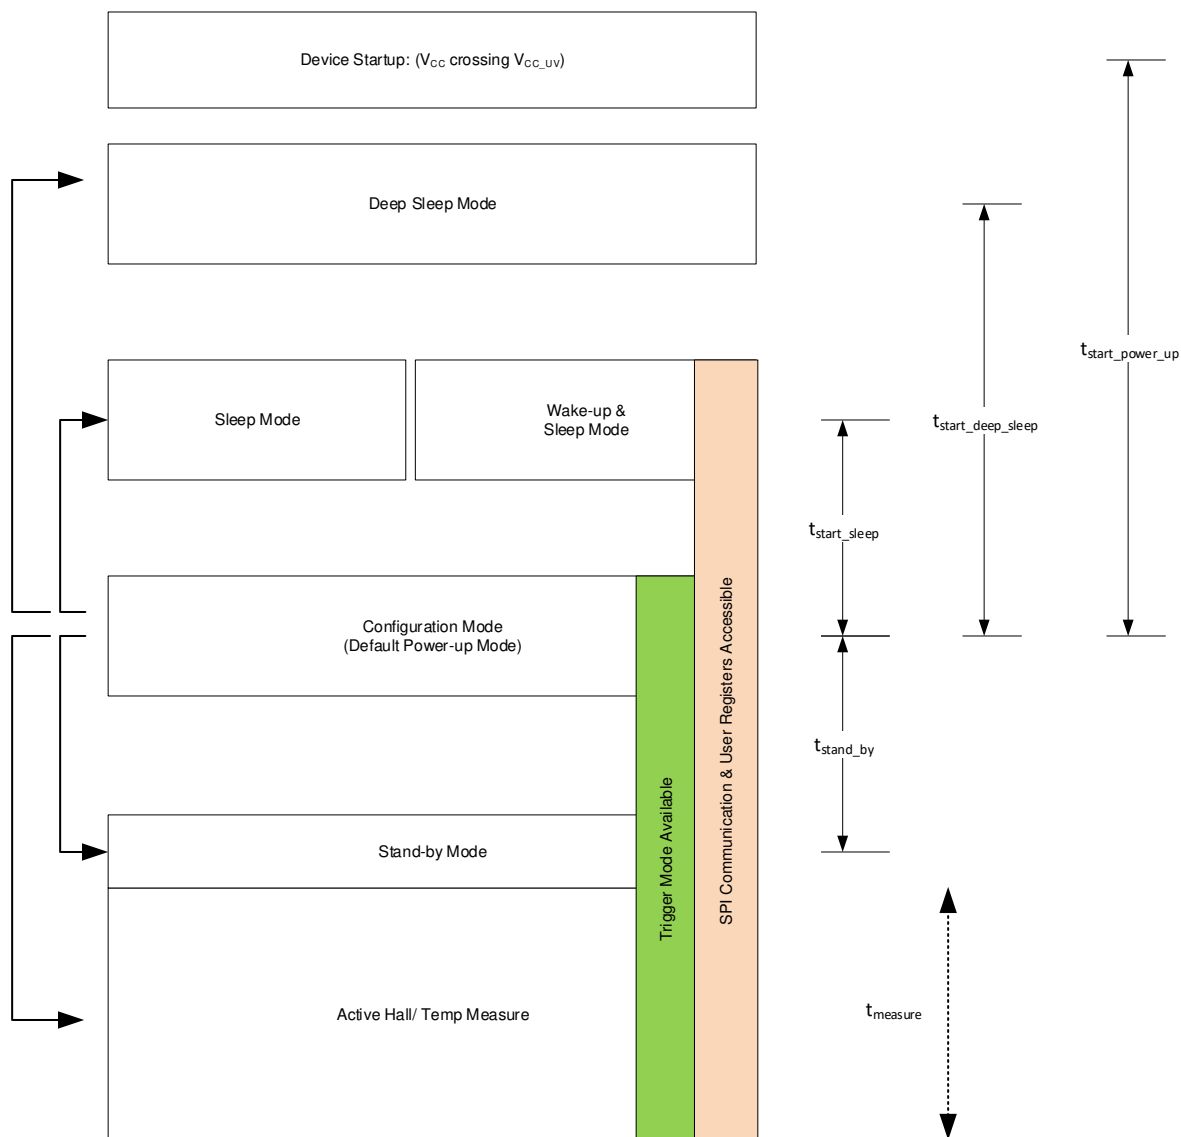 Device Startup: (VCC crossing VCC_UV)
Deep Sleep Mode
tstart_power_up
tstart_deep_sleep
Sleep Mode
Wake-up &
Sleep Mode
tstart_sleep
Configuration Mode
(Default Power-up Mode)
SPI Communication & User Registers Accessible
tstand_by
Trigger Mode Available
Stand-by Mode
Active Hall/ Temp Measure
tmeasure